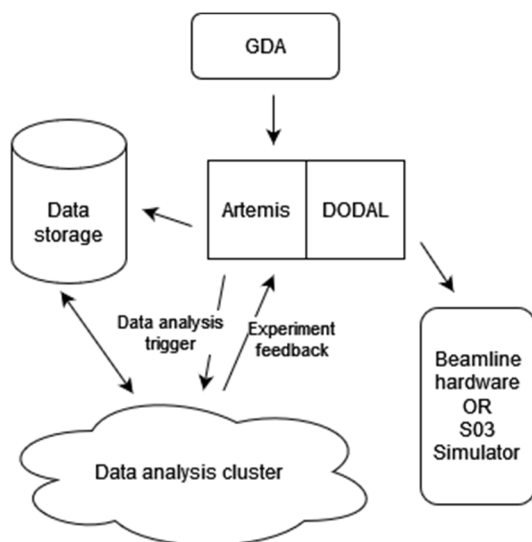 GDA
Artemis
DODAL
Data
storage
Data analysis
trigger
Experiment
feedback
Beamline
hardware
OR
S03
Simulator
Data analysis cluster